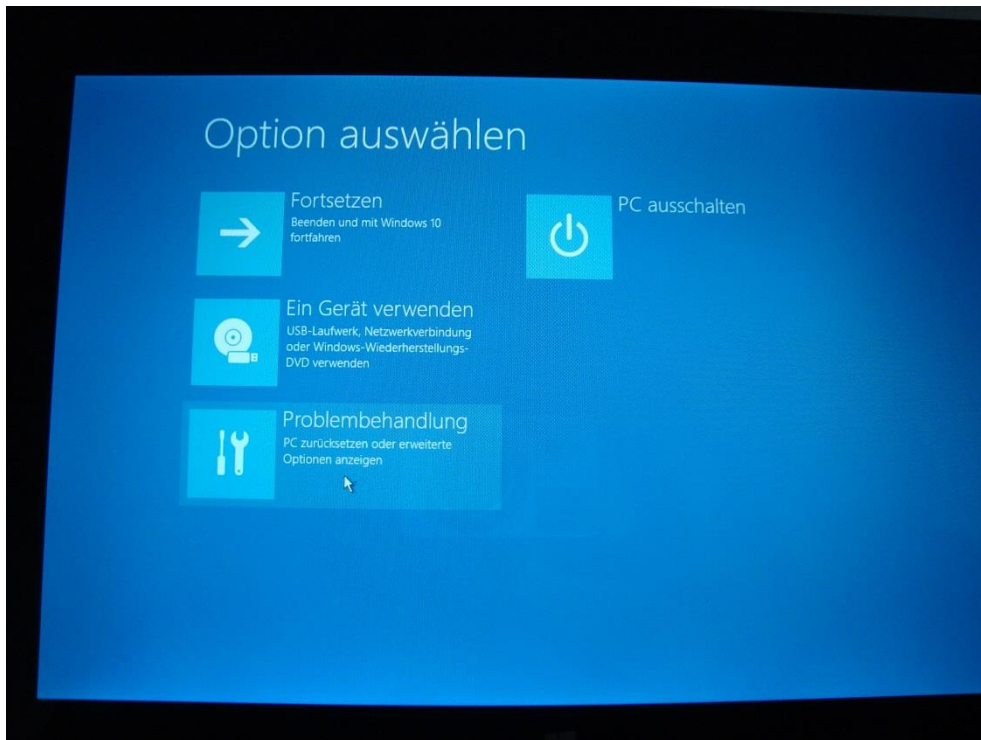 Option auswählen
Fortsetzen
Beenden und mit Windows 10
fortfahren
PC ausschalten
Ein Gerät verwenden
USB-Laufwerk, Netzwerkverbindung
oder Windows-Wiederherstellungs-
DVD verwenden
Problembehandlung
PC zurücksetzen oder erweiterte
Optionen anzeigen